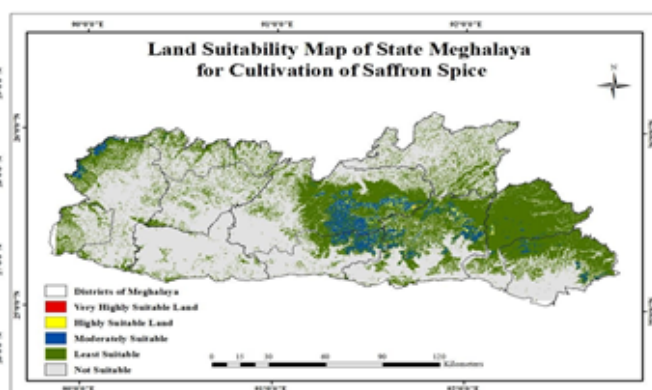 Land Suitability Map of State Meghalaya
for Cultivation of Saffron Spice
N
Districts of Meghalaya
Very Highly Suitable Land
Highly Suitable Land
Moderately Suitable
Least Suitable
Not Suitable
0 15 30 60 90 120
Kilometers